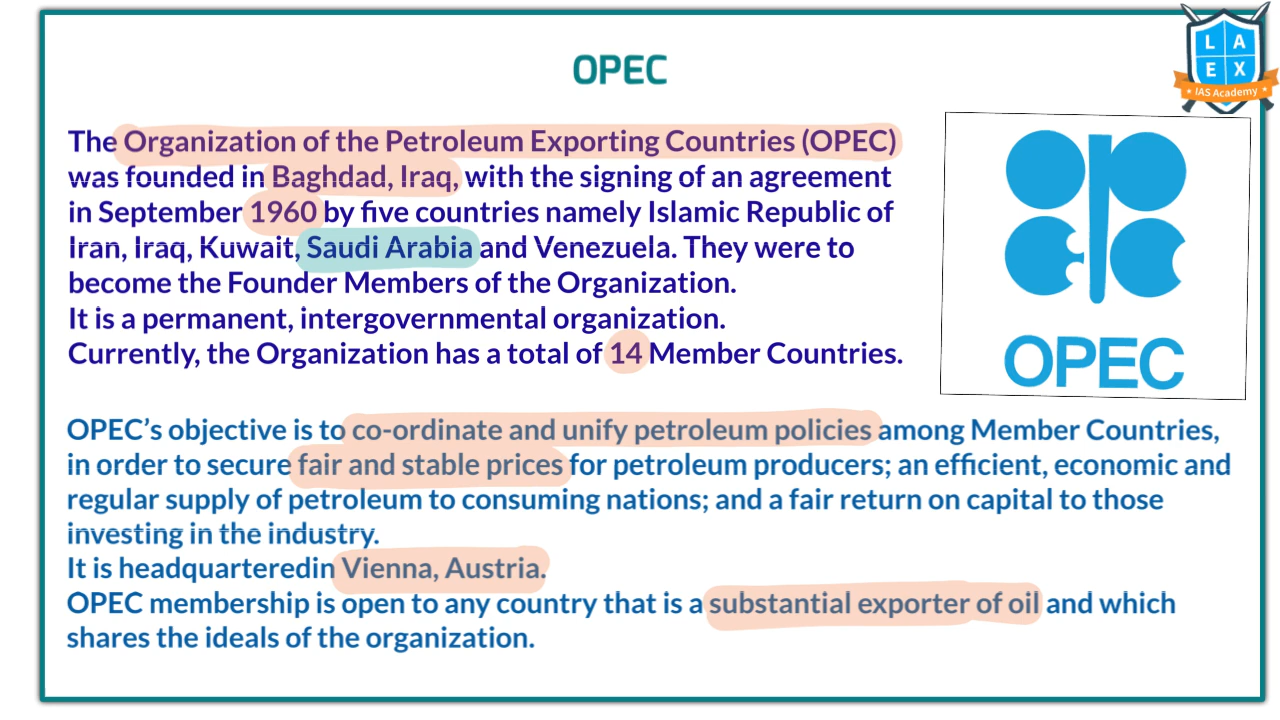 OPEC
L A
E X
IAS Academy
The Organization of the Petroleum Exporting Countries (OPEC)
was founded in Baghdad, Iraq, with the signing of an agreement
in September 1960 by five countries namely Islamic Republic of
Iran, Iraq, Kuwait, Saudi Arabia and Venezuela. They were to
become the Founder Members of the Organization.
It is a permanent, intergovernmental organization.
Currently, the Organization has a total of 14 Member Countries.
OPEC
OPEC’s objective is to co-ordinate and unify petroleum policies among Member Countries,
in order to secure fair and stable prices for petroleum producers; an efficient, economic and
regular supply of petroleum to consuming nations; and a fair return on capital to those
investing in the industry.
It is headquarteredin Vienna, Austria.
OPEC membership is open to any country that is a substantial exporter of oil and which
shares the ideals of the organization.